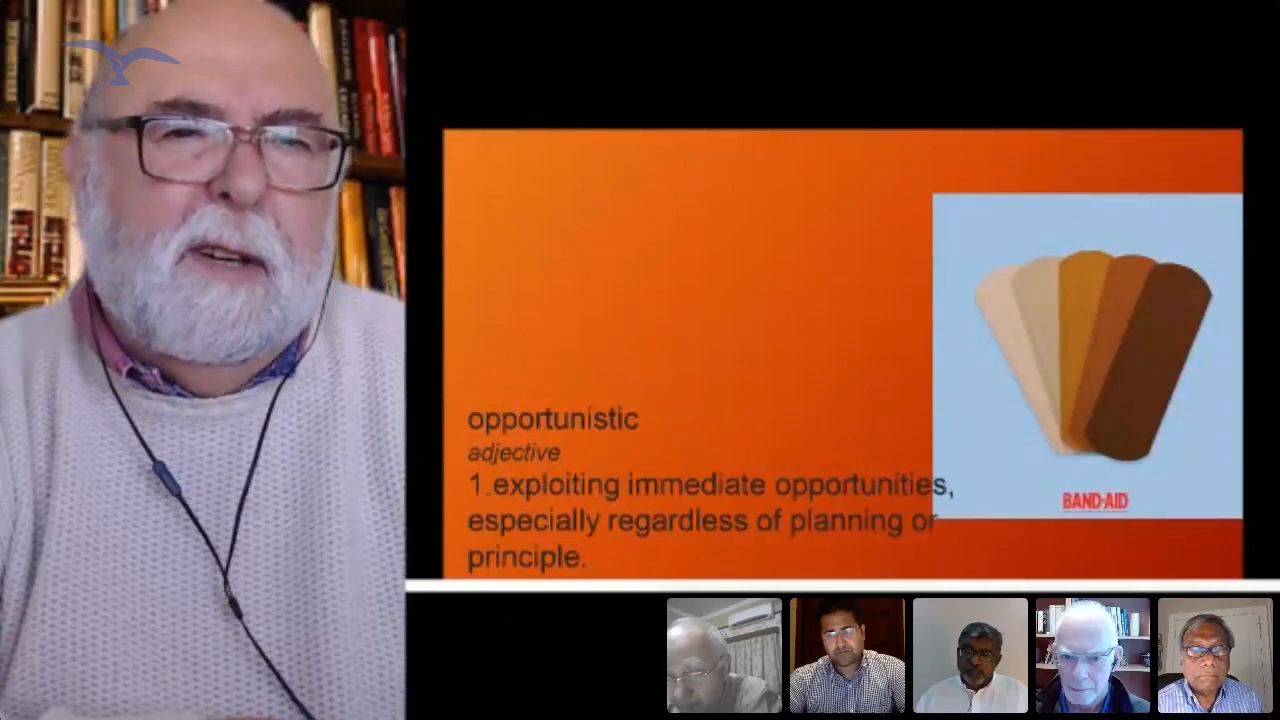 opportunistic
adjective
1.exploiting immediate opportunities,
especially regardless of planning or
principle.
BAND-AID